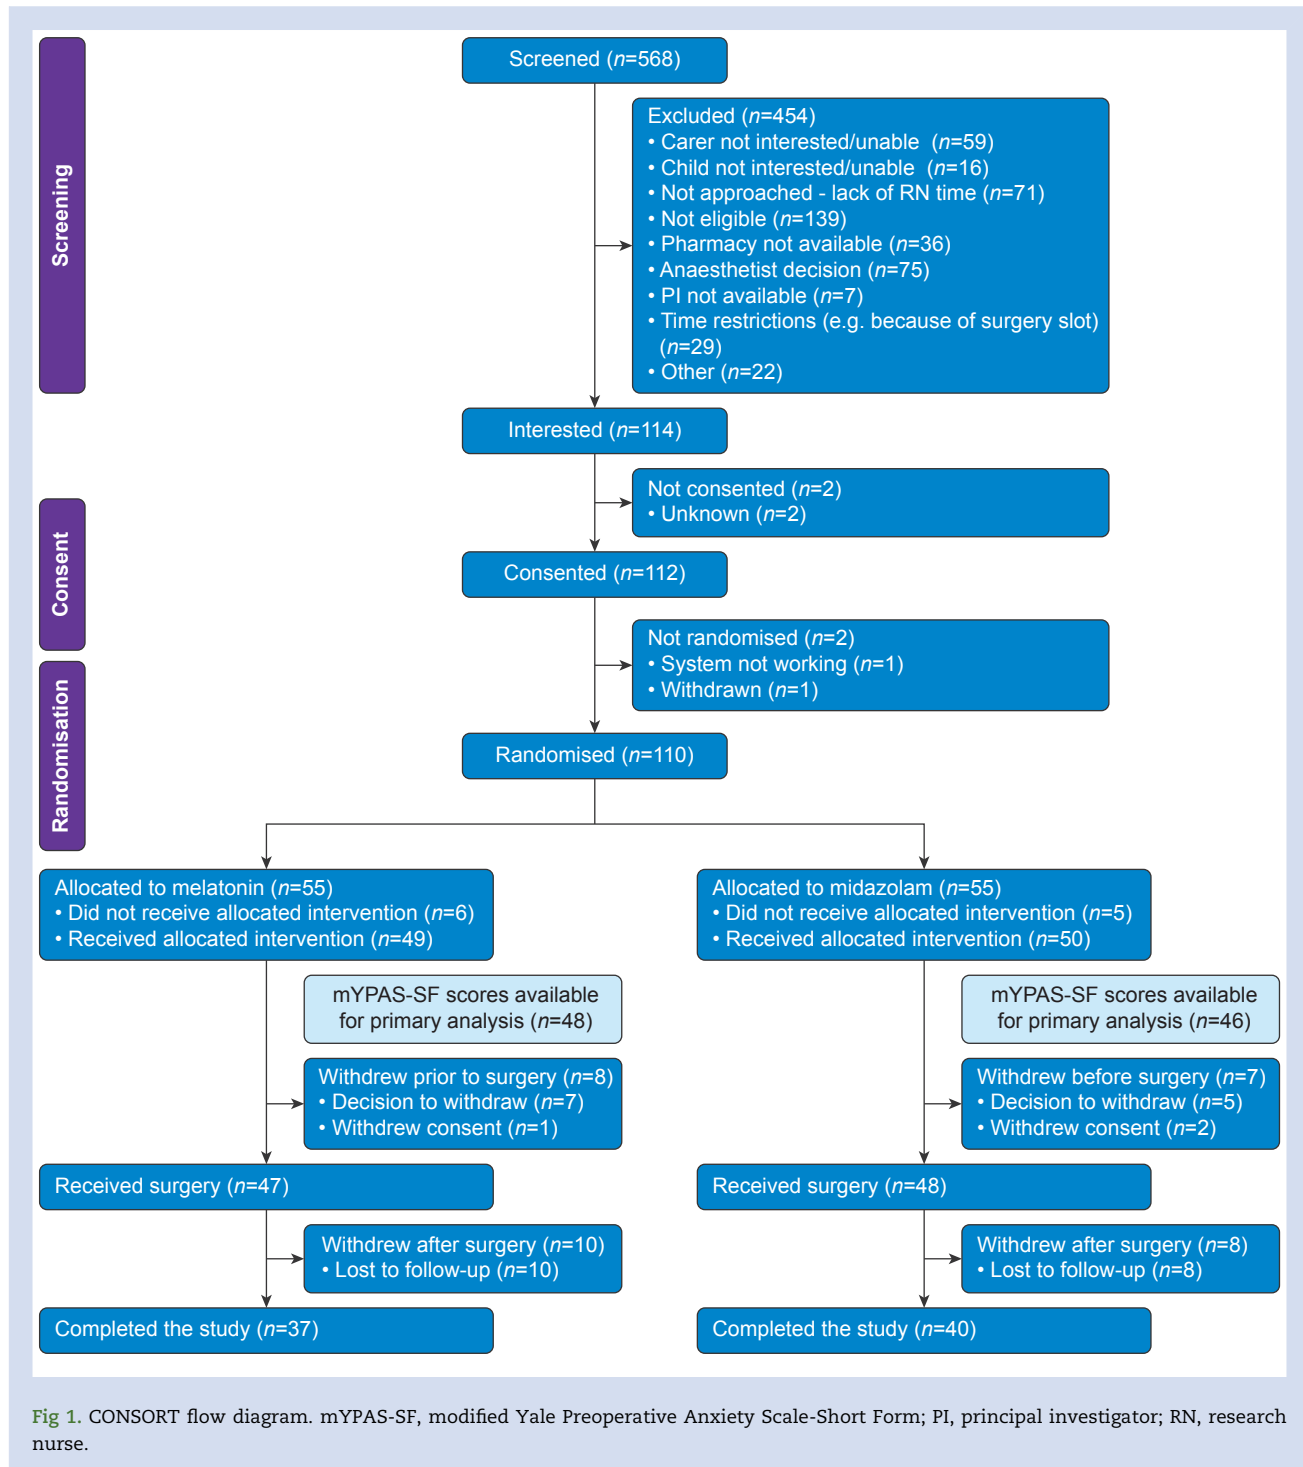 Screening
Screened (n=568)
Excluded (n=454)
• Carer not interested/unable (n=59)
• Child not interested/unable (n=16)
• Not approached - lack of RN time (n=71)
• Not eligible (n=139)
• Pharmacy not available (n=36)
• Anaesthetist decision (n=75)
• PI not available (n=7)
• Time restrictions (e.g. because of surgery slot)
(n=29)
• Other (n=22)
Interested (n=114)
Not consented (n=2)
• Unknown (n=2)
Consent
Consented (n=112)
Not randomised (n=2)
• System not working (n=1)
• Withdrawn (n=1)
Randomisation
Randomised (n=110)
Allocated to melatonin (n=55)
• Did not receive allocated intervention (n=6)
• Received allocated intervention (n=49)
mYPAS-SF scores available
for primary analysis (n=48)
Withdrew prior to surgery (n=8)
• Decision to withdraw (n=7)
• Withdrew consent (n=1)
Received surgery (n=47)
Withdrew after surgery (n=10)
• Lost to follow-up (n=10)
Completed the study (n=37)
Allocated to midazolam (n=55)
• Did not receive allocated intervention (n=5)
• Received allocated intervention (n=50)
mYPAS-SF scores available
for primary analysis (n=46)
Withdrew before surgery (n=7)
• Decision to withdraw (n=5)
• Withdrew consent (n=2)
Received surgery (n=48)
Withdrew after surgery (n=8)
• Lost to follow-up (n=8)
Completed the study (n=40)
Fig 1. CONSORT flow diagram. mYPAS-SF, modified Yale Preoperative Anxiety Scale-Short Form; PI, principal investigator; RN, research
nurse.